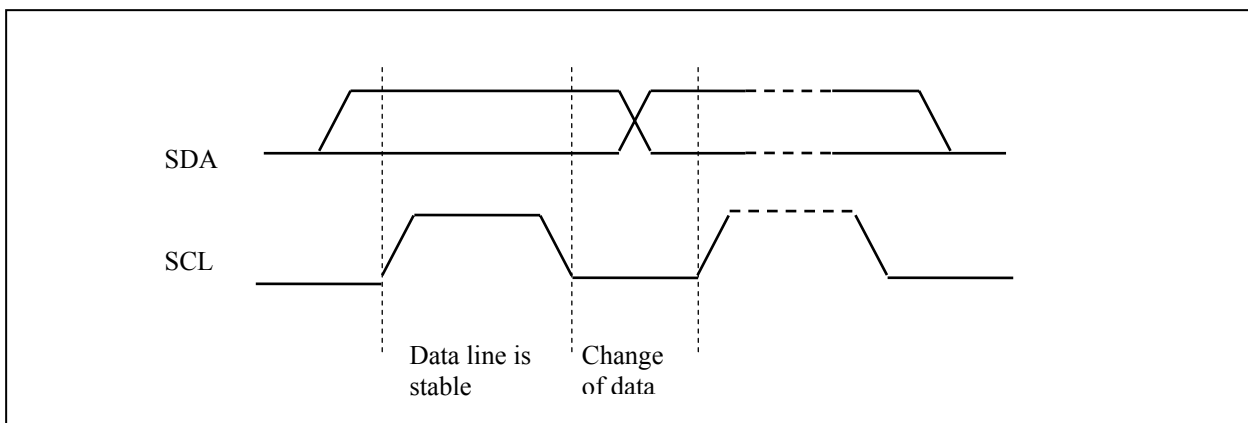 SDA
SCL
Data line is
stable
Change
of data